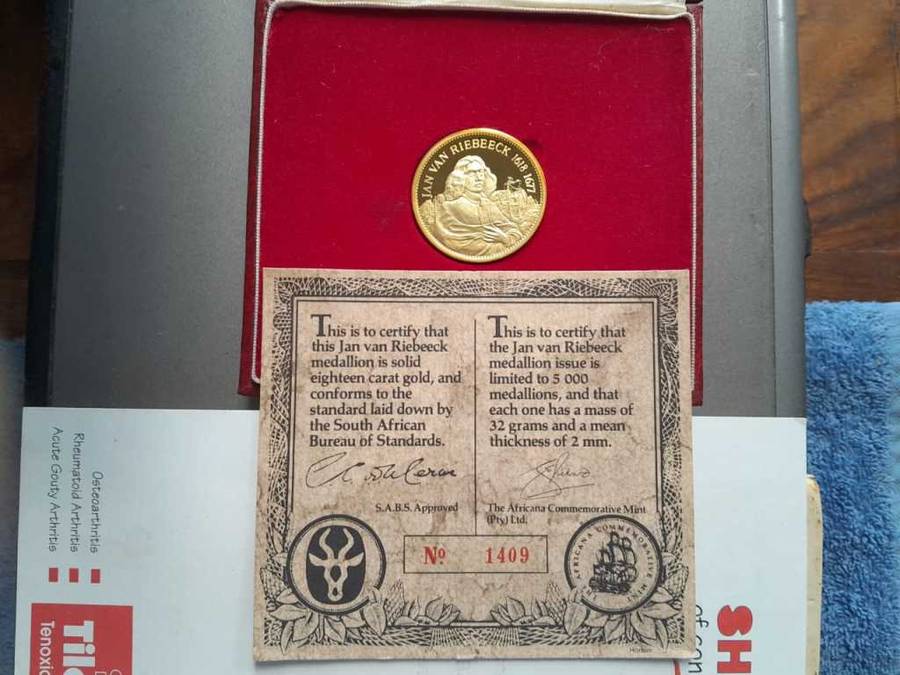 JAN VAN RIEBEECK 1618 1677
This is to certify that
this Jan van Riebeeck
medallion is solid
eighteen carat gold, and
conforms to the
standard laid down by
the South African
Bureau of Standards.
S.A.B.S. Approved
This is to certify that
the Jan van Riebeeck
medallion issue is
limited to 5 000
medallions, and that
each one has a mass of
32 grams and a mean
thickness of 2 mm.
The Africana Commemorative Mint
(Pty) Ltd.
No. 1409
AFRICANA COMMEMORATIVE MINT
Hortors
Osteoarthritis
Rheumatoid Arthritis
Acute Gouty Arthritis
SH